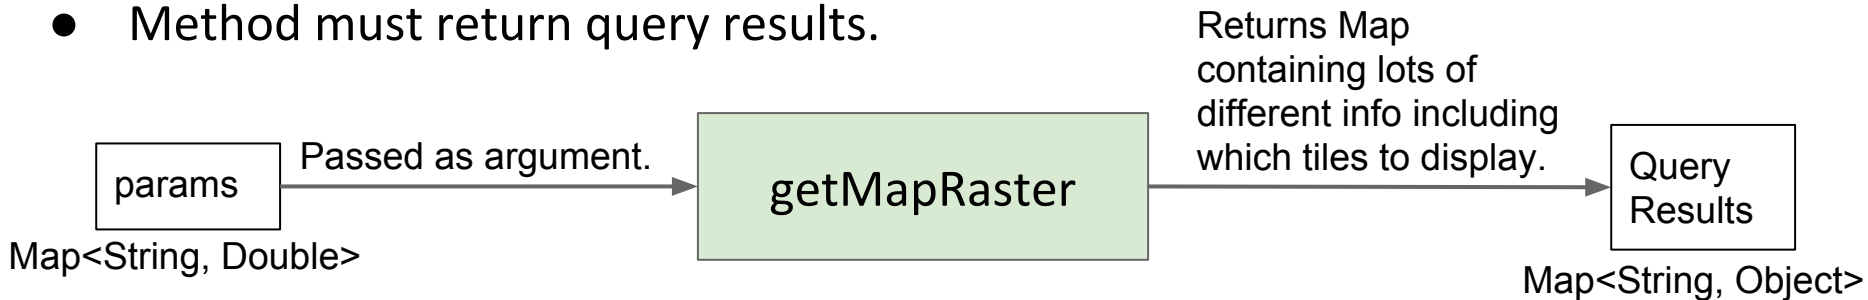 ● Method must return query results.
Returns Map
containing lots of
different info including
which tiles to display.
Passed as argument.
params
getMapRaster
Query
Results
Map<String, Double>
Map<String, Object>